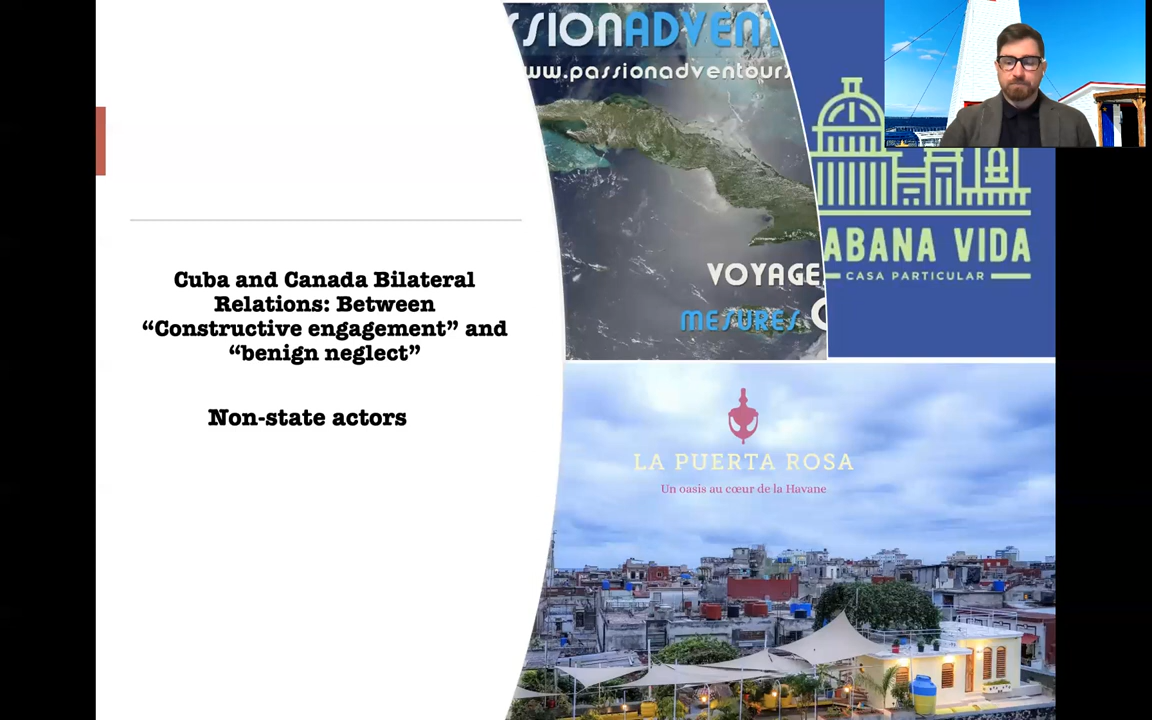 Cuba and Canada Bilateral
Relations: Between
“Constructive engagement” and
“benign neglect”
Non-state actors
SIONADVENT
ww.passionadventours
VOYAGE
MESURES
ABANA VIDA
CASA PARTICULAR
LA PUERTA ROSA
Un oasis au cœur de la Havane